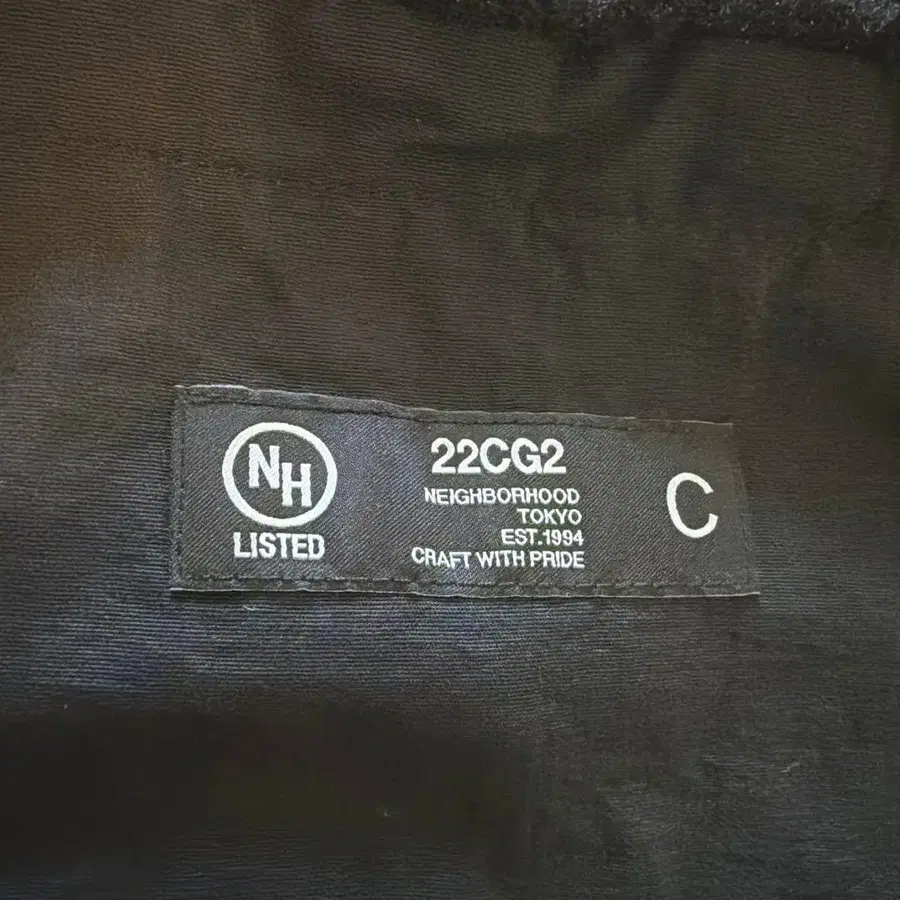 NH
LISTED
22CG2
NEIGHBORHOOD
TOKYO
EST.1994
CRAFT WITH PRIDE
C